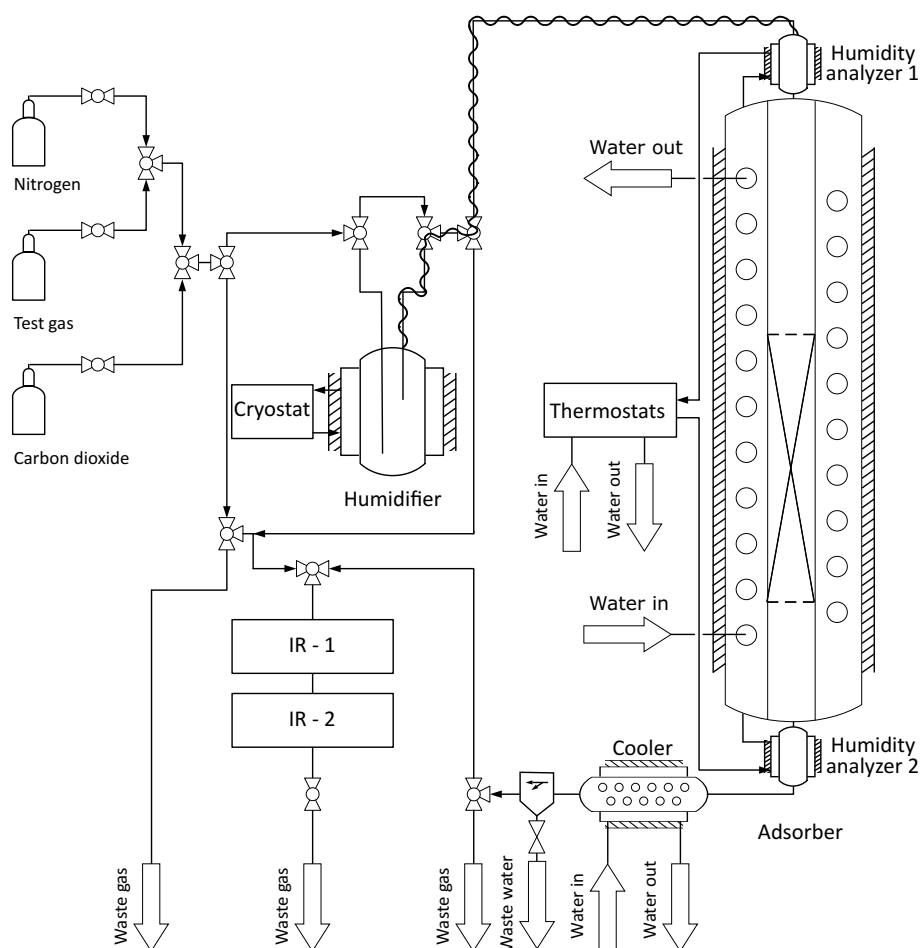 Humidity
analyzer 1
Nitrogen
Water out
Test gas
Cryostat
Thermostats
Carbon dioxide
Humidifier
Water in
Water out
Water in
IR - 1
IR - 2
Cooler
Humidity
analyzer 2
Adsorber
Waste gas
Waste gas
Waste gas
Waste water
Water in
Water out